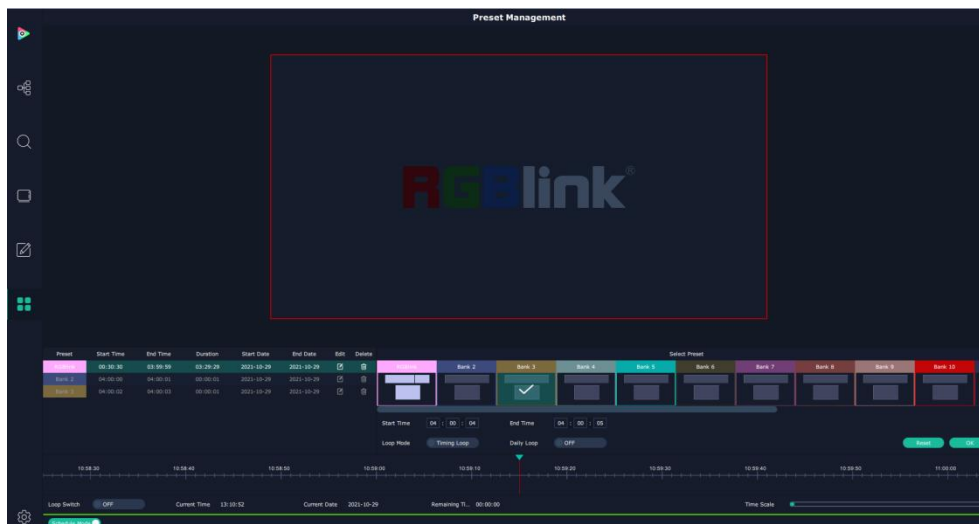 Preset Management
RGBlink®
Preset Start Time End Time Duration Start Date End Date Edit Delete Select Preset
00:30:30 03:59:59 03:29:29 2021-10-29 2021-10-29
Bank 2 Bank 3 Bank 4 Bank 5 Bank 6 Bank 7 Bank 8 Bank 9 Bank 10
Bank 2 04:00:00 04:00:01 00:00:01 2021-10-29 2021-10-29
Bank 3 04:00:02 04:00:03 00:00:01 2021-10-29 2021-10-29
Start Time 04 : 00 : 04 End Time 04 : 00 : 05
Loop Mode Timing Loop Daily Loop OFF Reset OK
10:58:30 10:58:40 10:58:50 10:59:10 10:59:20 10:59:30 10:59:40 10:59:50 11:00:00
Loop Switch OFF Current Time 13:10:52 Current Date 2021-10-29 Remaining Ti... 00:00:00 Time Scale
Schedule Mode